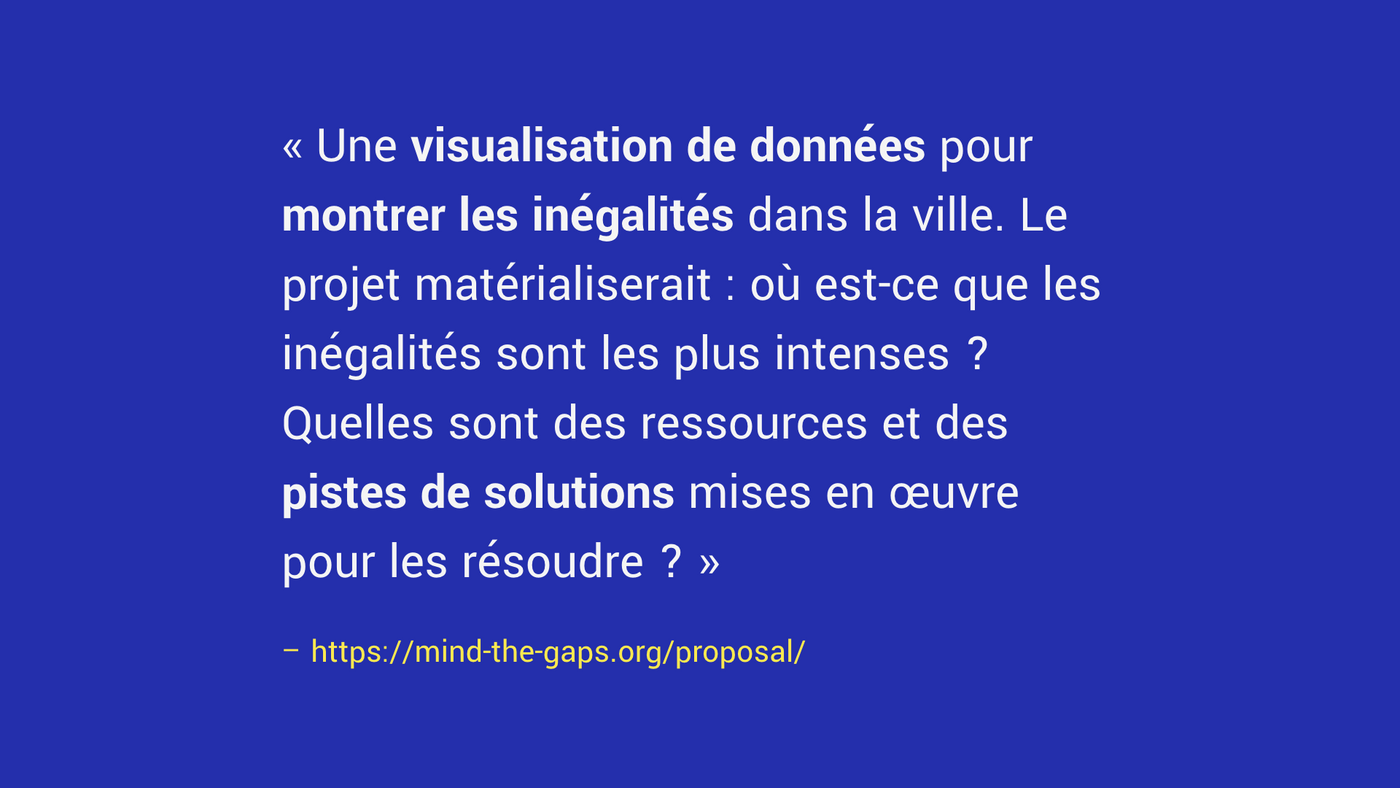 « Une visualisation de données pour
montrer les inégalités dans la ville. Le
projet matérialiserait : où est-ce que les
inégalités sont les plus intenses ?
Quelles sont des ressources et des
pistes de solutions mises en œuvre
pour les résoudre ? »
– https://mind-the-gaps.org/proposal/